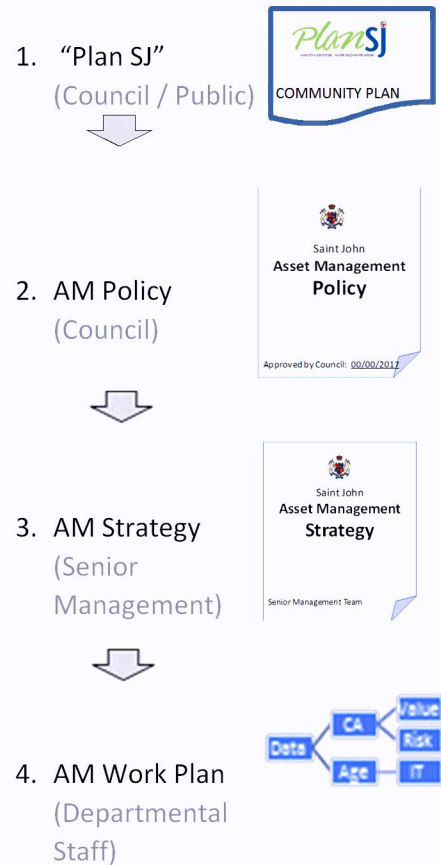 1. “Plan SJ”
(Council / Public)
PlanSJ
COMMUNITY PLAN
2. AM Policy
(Council)
Saint John
Asset Management
Policy
Approved by Council: 00/00/2017
3. AM Strategy
(Senior
Management)
Saint John
Asset Management
Strategy
Senior Management Team
4. AM Work Plan
(Departmental
Staff)
Data
CA
Value
Risk
Age
IT